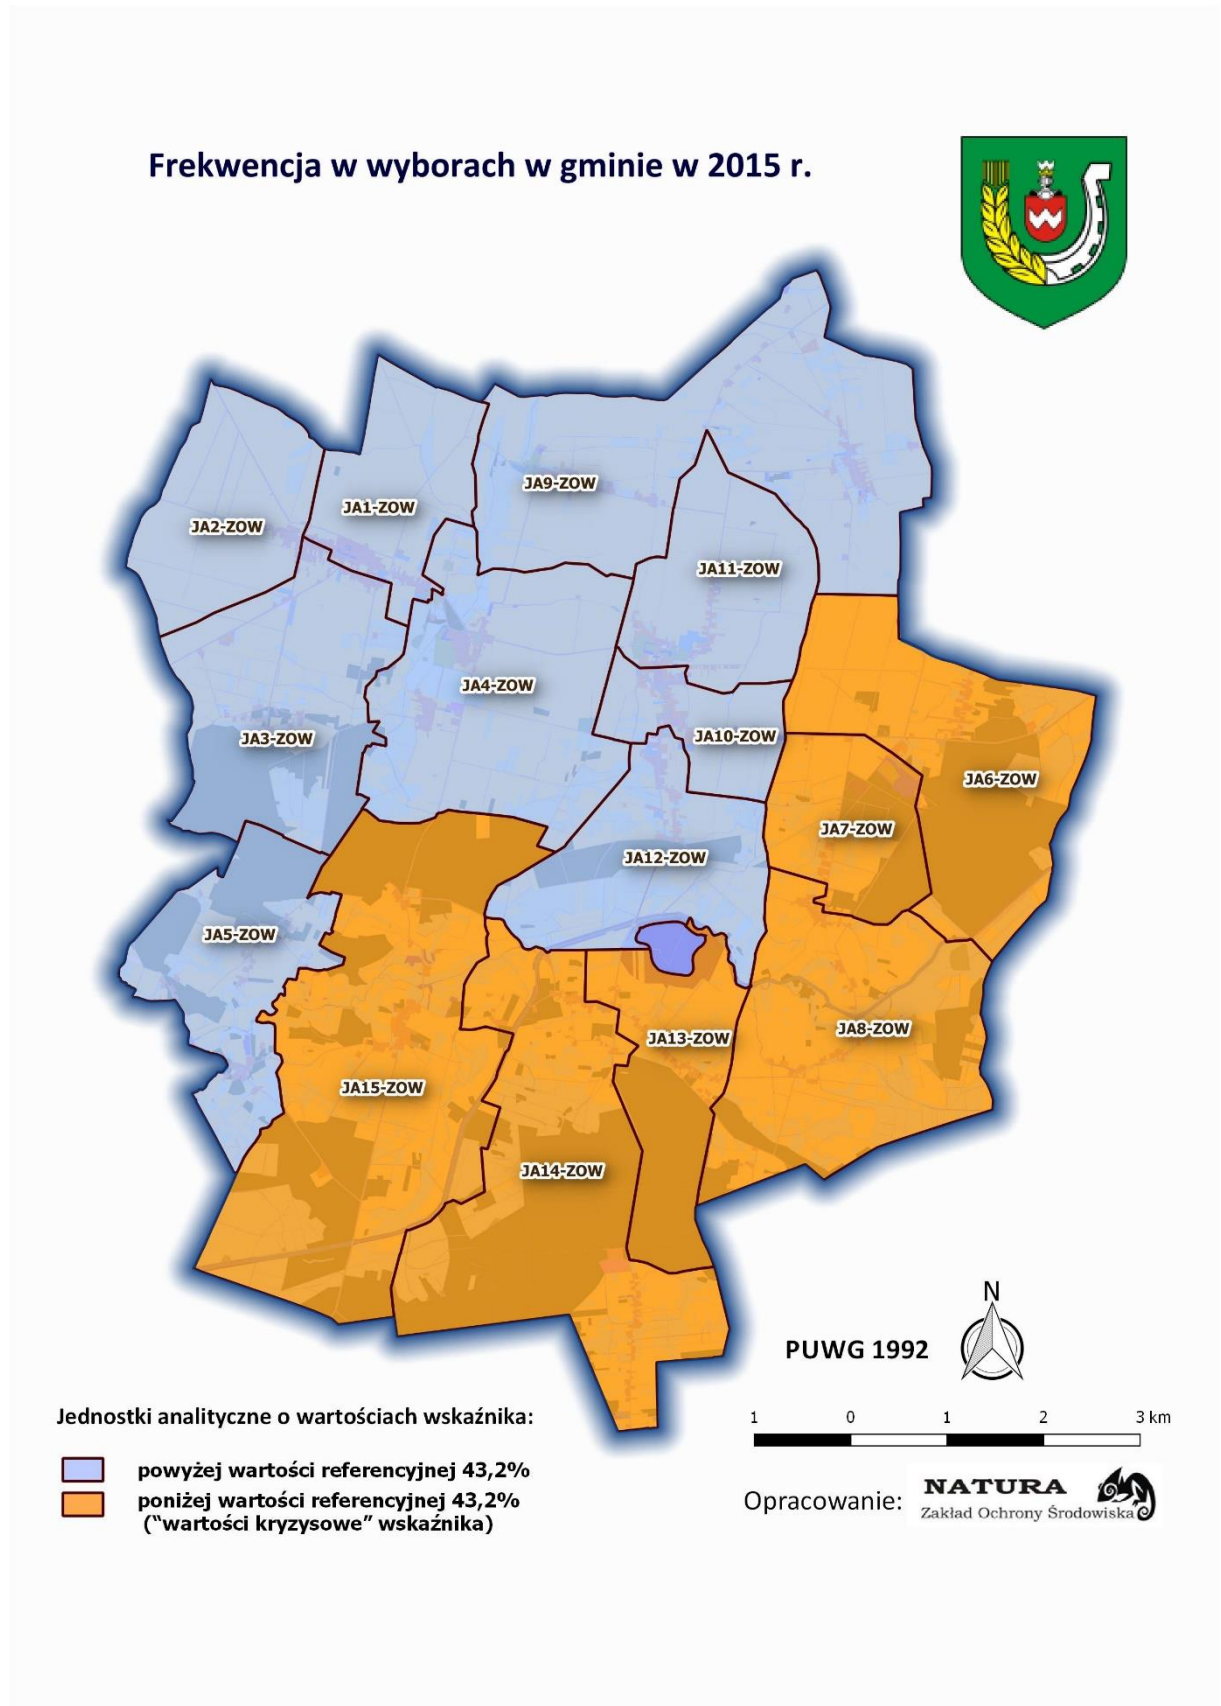 Frekwencja w wyborach w gminie w 2015 r.
JA9-ZOW
JA1-ZOW
JA2-ZOW
JA11-ZOW
JA4-ZOW
JA3-ZOW
JA10-ZOW
JA6-ZOW
JA7-ZOW
JA12-ZOW
JA5-ZOW
JA8-ZOW
JA13-ZOW
JA15-ZOW
JA14-ZOW
N
PUWG 1992
Jednostki analityczne o wartościach wskaźnika:
powyżej wartości referencyjnej 43,2%
poniżej wartości referencyjnej 43,2%
("wartości kryzysowe" wskaźnika)
1 0 1 2 3 km
Opracowanie:
NATURA
Zakład Ochrony Środowiska